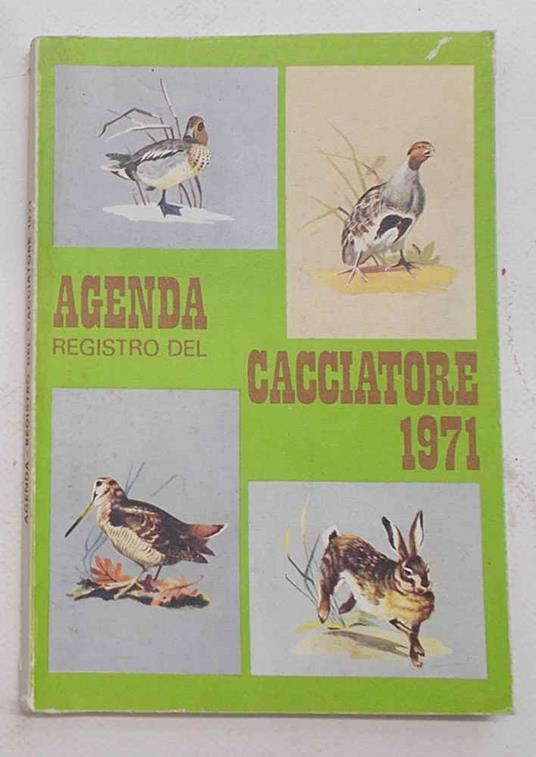 AGENDA
REGISTRO DEL
CACCIATORE
1971
AGENDA - REGISTRO DEL CACCIATORE 1971